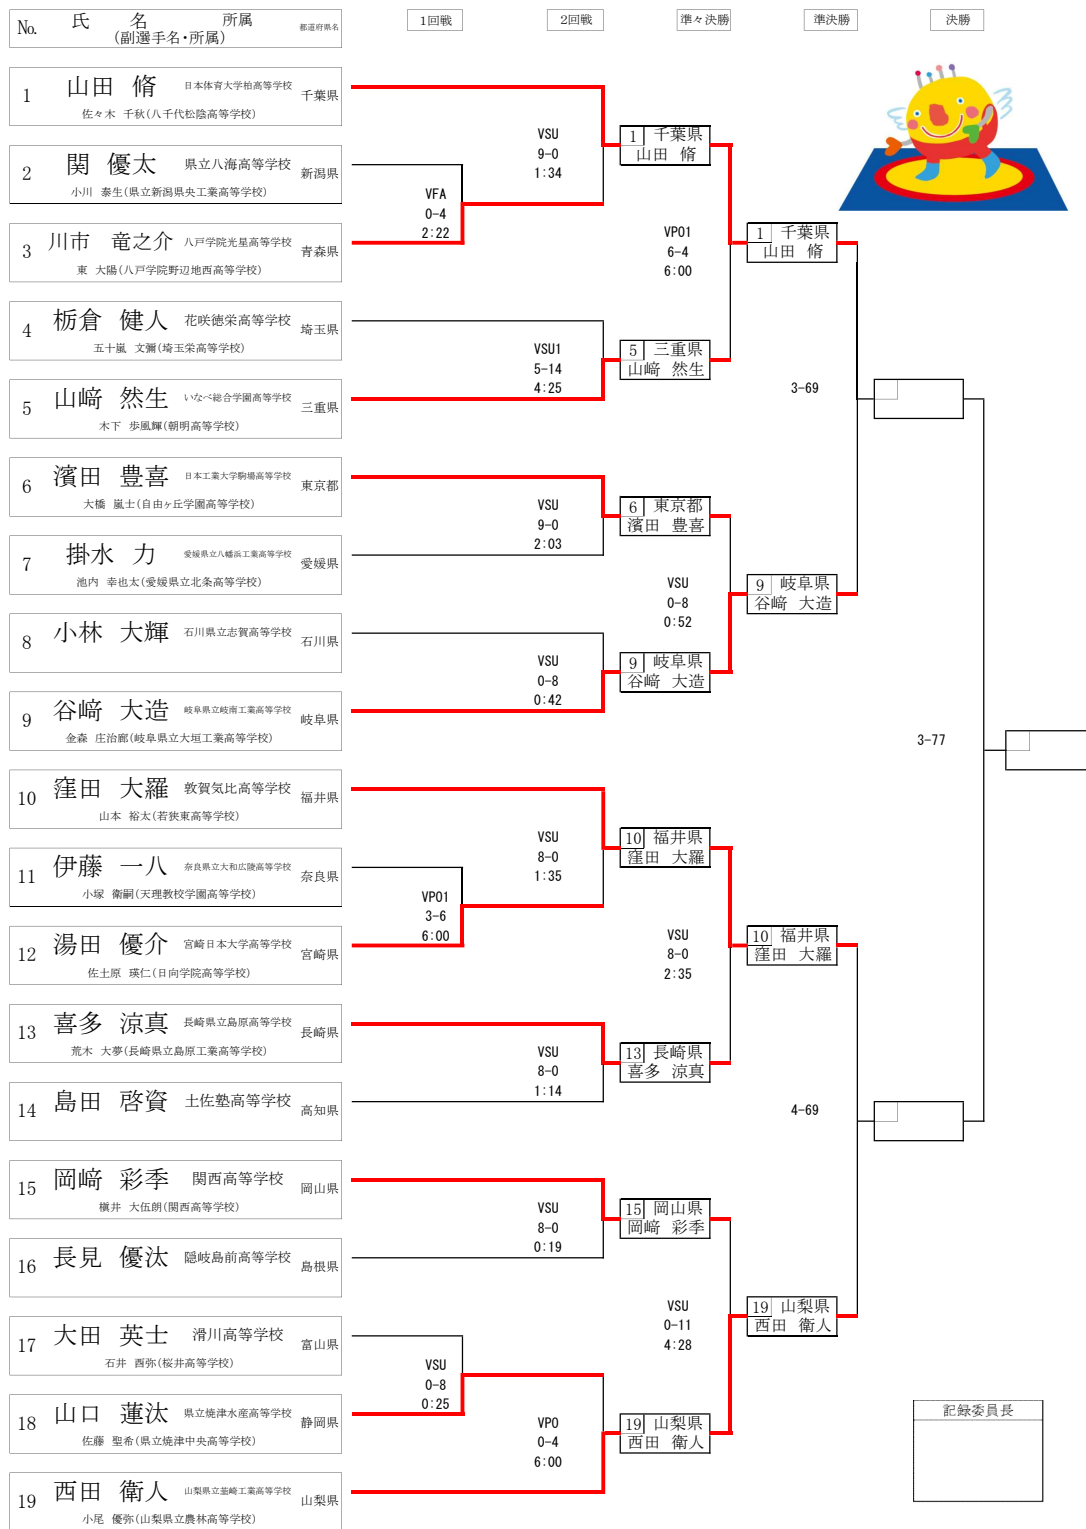 No. 氏 名 所属 都道府県名
(副選手名・所属)
1回戦 2回戦 準々決勝 準決勝 決勝
1 山田 脩 日本体育大学柏高等学校 千葉県
佐々木 千秋(八千代松陰高等学校)
2 関 優太 県立八海高等学校 新潟県
小川 泰生(県立新潟県央工業高等学校)
3 川市 竜之介 八戸学院光星高等学校 青森県
東 大陽(八戸学院野辺地西高等学校)
4 栃倉 健人 花咲徳栄高等学校 埼玉県
五十嵐 文彌(埼玉栄高等学校)
5 山﨑 然生 いなべ総合学園高等学校 三重県
木下 歩風輝(朝明高等学校)
6 濱田 豊喜 日本工業大学駒場高等学校 東京都
大橋 嵐士(自由ヶ丘学園高等学校)
7 掛水 力 愛媛県立八幡浜工業高等学校 愛媛県
池内 幸也太(愛媛県立北条高等学校)
8 小林 大輝 石川県立志賀高等学校 石川県
9 谷﨑 大造 岐阜県立岐南工業高等学校 岐阜県
金森 庄治郎(岐阜県立大垣工業高等学校)
10 窪田 大羅 敦賀気比高等学校 福井県
山本 裕太(若狭東高等学校)
11 伊藤 一八 奈良県立大和広陵高等学校 奈良県
小塚 衛嗣(天理教校学園高等学校)
12 湯田 優介 宮崎日本大学高等学校 宮崎県
佐土原 瑛仁(日向学院高等学校)
13 喜多 涼真 長崎県立島原高等学校 長崎県
荒木 大夢(長崎県立島原工業高等学校)
14 島田 啓資 土佐塾高等学校 高知県
15 岡﨑 彩季 関西高等学校 岡山県
槇井 大伍朗(関西高等学校)
16 長見 優汰 隠岐島前高等学校 島根県
17 大田 英士 滑川高等学校 富山県
石井 酉弥(桜井高等学校)
18 山口 蓮汰 県立焼津水産高等学校 静岡県
佐藤 聖希(県立焼津中央高等学校)
19 西田 衛人 山梨県立韮崎工業高等学校 山梨県
小尾 優弥(山梨県立農林高等学校)
VFA
0-4
2:22
VPO1
3-6
6:00
VSU
0-8
0:25
VSU
9-0
1:34
VSU1
5-14
4:25
VSU
9-0
2:03
VSU
0-8
0:42
VSU
8-0
1:35
VSU
8-0
1:14
VSU
8-0
0:19
VPO
0-4
6:00
1 千葉県
山田 脩
5 三重県
山﨑 然生
6 東京都
濱田 豊喜
9 岐阜県
谷﨑 大造
10 福井県
窪田 大羅
13 長崎県
喜多 涼真
15 岡山県
岡﨑 彩季
19 山梨県
西田 衛人
VPO1
6-4
6:00
VSU
0-8
0:52
VSU
8-0
2:35
VSU
0-11
4:28
1 千葉県
山田 脩
9 岐阜県
谷﨑 大造
10 福井県
窪田 大羅
19 山梨県
西田 衛人
3-69
4-69
3-77
記録委員長